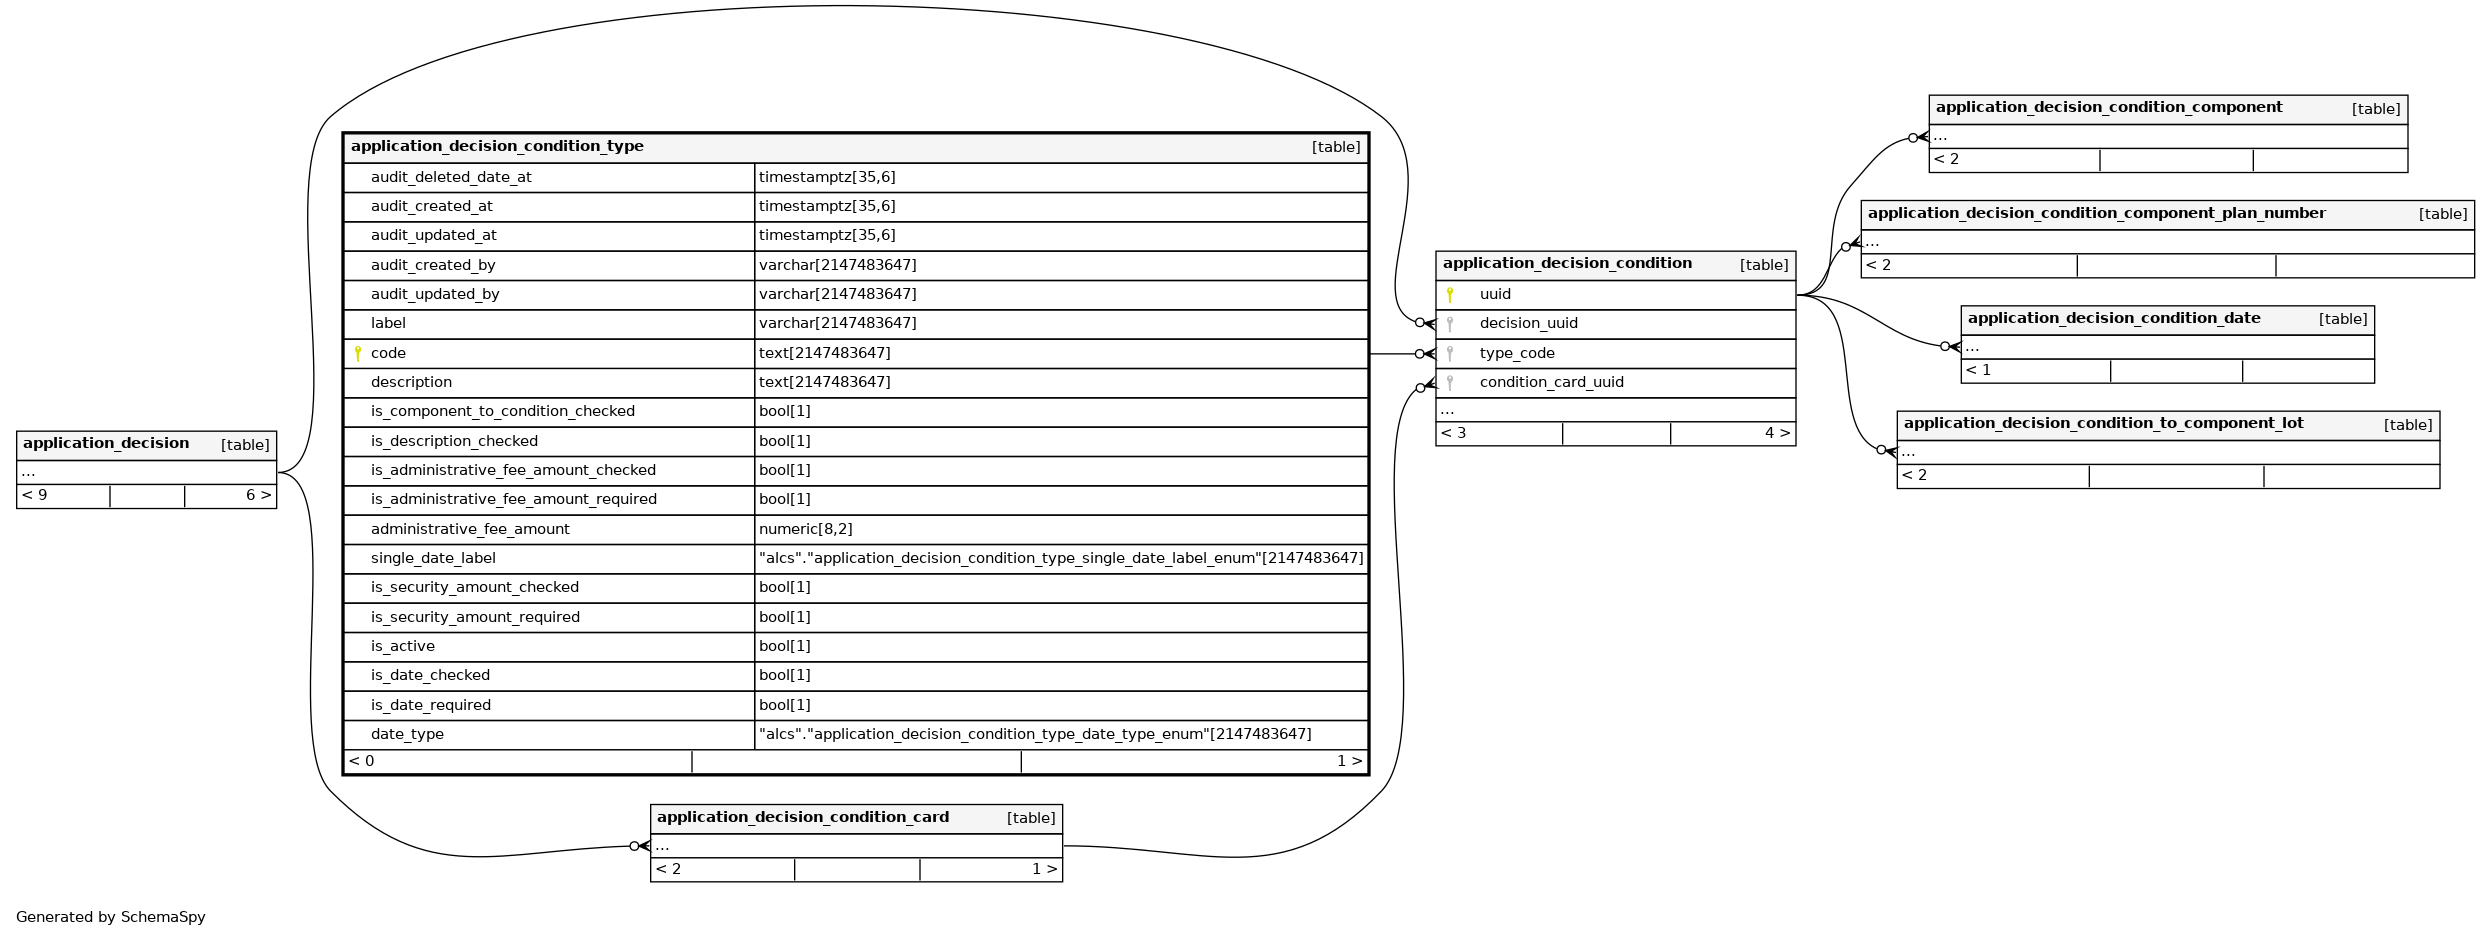 application_decision_condition_component [table]
...
< 2
application_decision_condition_type [table]
audit_deleted_date_at timestamptz[35,6]
audit_created_at timestamptz[35,6]
audit_updated_at timestamptz[35,6]
audit_created_by varchar[2147483647]
audit_updated_by varchar[2147483647]
label varchar[2147483647]
code text[2147483647]
description text[2147483647]
is_component_to_condition_checked bool[1]
is_description_checked bool[1]
is_administrative_fee_amount_checked bool[1]
is_administrative_fee_amount_required bool[1]
administrative_fee_amount numeric[8,2]
single_date_label "alcs"."application_decision_condition_type_single_date_label_enum"[2147483647]
is_security_amount_checked bool[1]
is_security_amount_required bool[1]
is_active bool[1]
is_date_checked bool[1]
is_date_required bool[1]
date_type "alcs"."application_decision_condition_type_date_type_enum"[2147483647]
< 0 1 >
application_decision_condition_component_plan_number [table]
...
< 2
application_decision_condition [table]
uuid
decision_uuid
type_code
condition_card_uuid
...
< 3 4 >
application_decision_condition_date [table]
...
< 1
application_decision_condition_to_component_lot [table]
...
< 2
application_decision [table]
...
< 9 6 >
application_decision_condition_card [table]
...
< 2 1 >
Generated by SchemaSpy